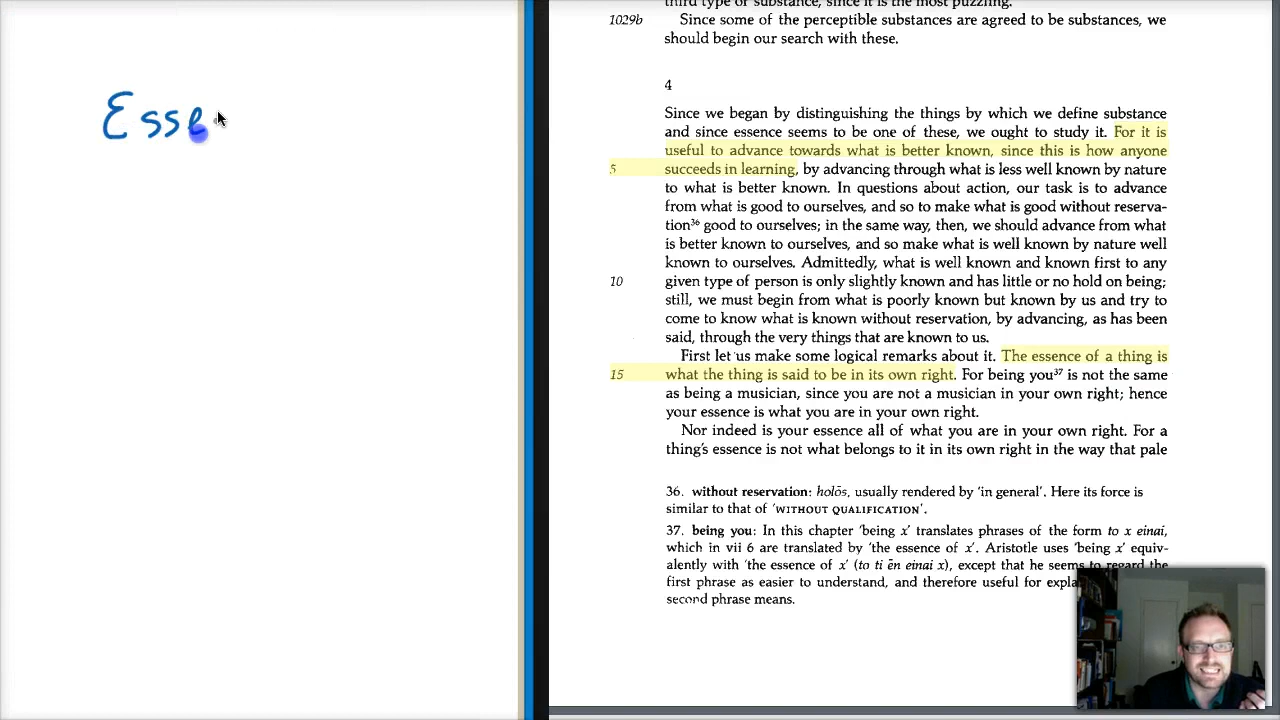 Esse
third type of substance, since it is the most puzzling.
1029b Since some of the perceptible substances are agreed to be substances, we
should begin our search with these.
4
Since we began by distinguishing the things by which we define substance
and since essence seems to be one of these, we ought to study it. For it is
useful to advance towards what is better known, since this is how anyone
5 succeeds in learning, by advancing through what is less well known by nature
to what is better known. In questions about action, our task is to advance
from what is good to ourselves, and so to make what is good without reserva-
tion³⁶ good to ourselves; in the same way, then, we should advance from what
is better known to ourselves, and so make what is well known by nature well
known to ourselves. Admittedly, what is well known and known first to any
10 given type of person is only slightly known and has little or no hold on being;
still, we must begin from what is poorly known but known by us and try to
come to know what is known without reservation, by advancing, as has been
said, through the very things that are known to us.
First let us make some logical remarks about it. The essence of a thing is
15 what the thing is said to be in its own right. For being you³⁷ is not the same
as being a musician, since you are not a musician in your own right; hence
your essence is what you are in your own right.
Nor indeed is your essence all of what you are in your own right. For a
thing's essence is not what belongs to it in its own right in the way that pale
36. without reservation: holōs, usually rendered by 'in general'. Here its force is
similar to that of 'WITHOUT QUALIFICATION'.
37. being you: In this chapter 'being x' translates phrases of the form to x einai,
which in vii 6 are translated by 'the essence of x'. Aristotle uses 'being x' equiv-
alently with 'the essence of x' (to ti ēn einai x), except that he seems to regard the
first phrase as easier to understand, and therefore useful for
second phrase means.